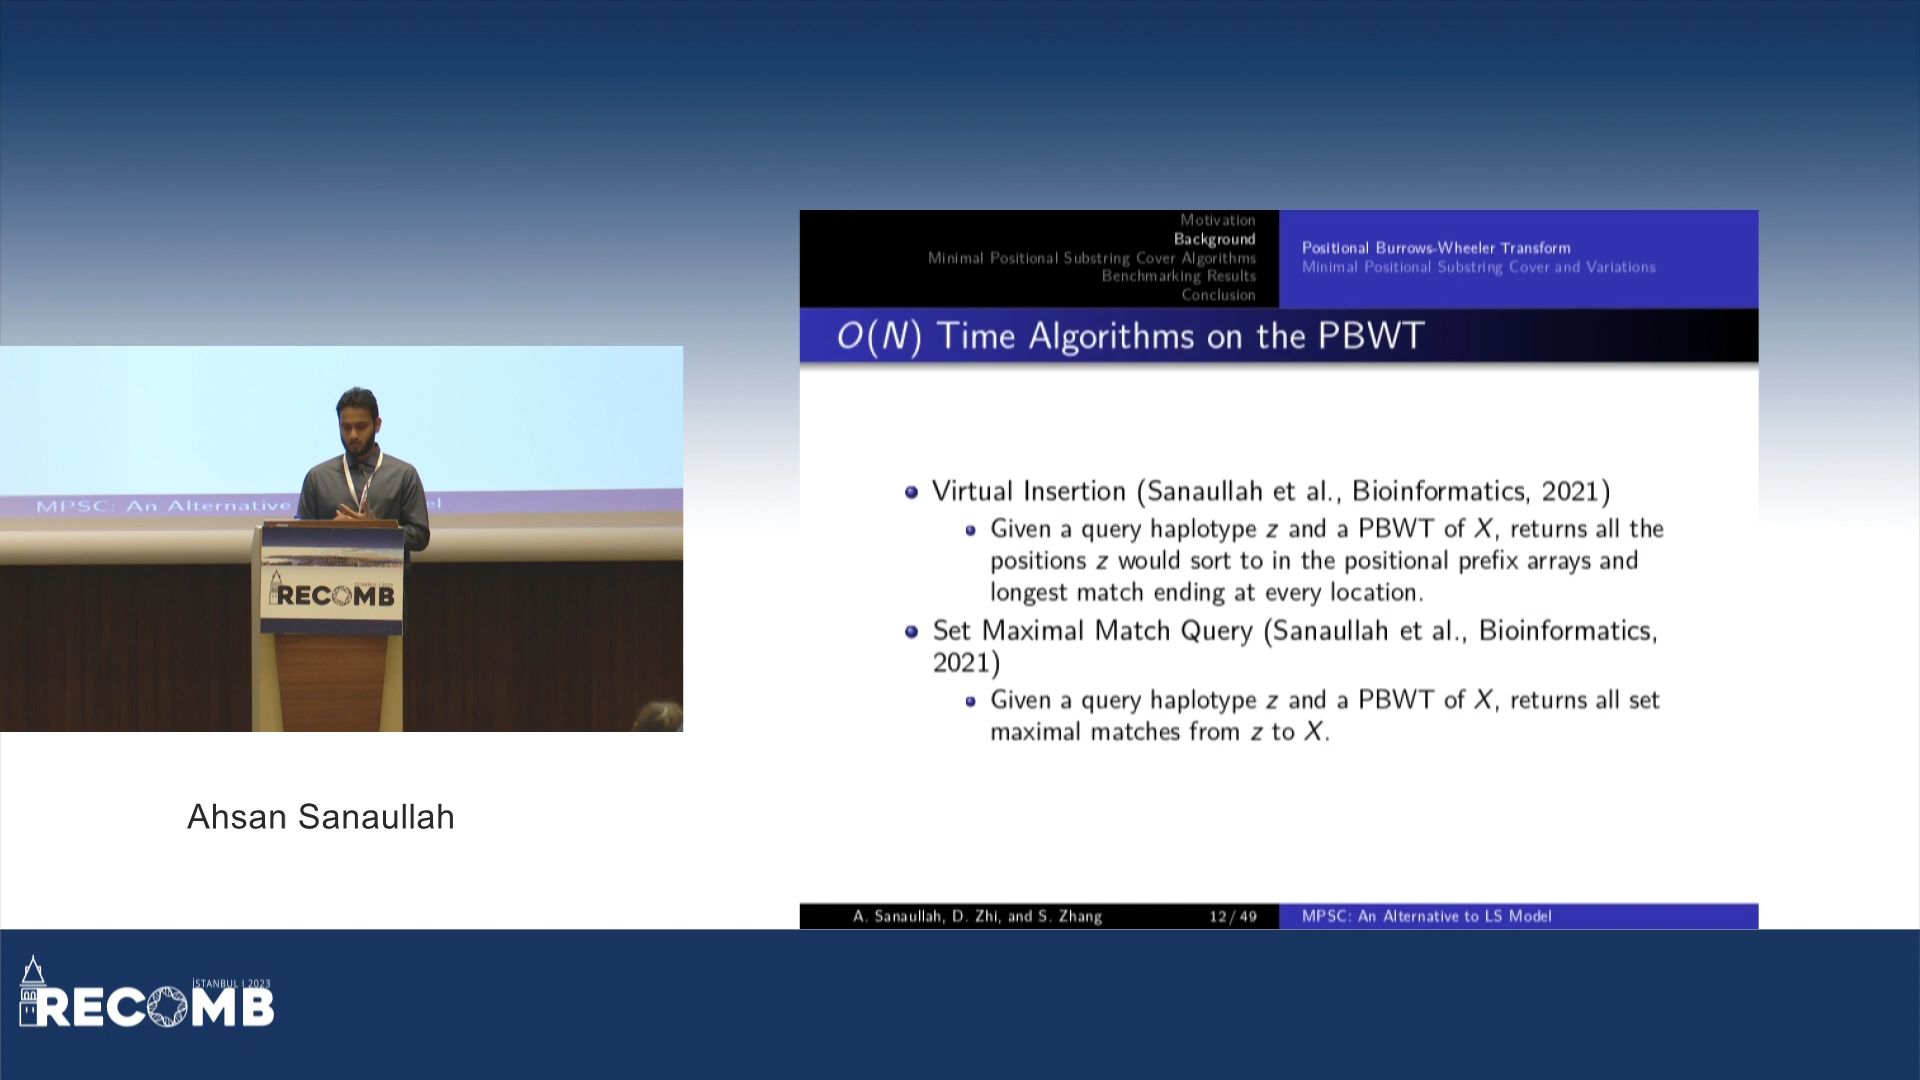 Motivation
Background
Minimal Positional Substring Cover Algorithms
Benchmarking Results
Conclusion
Positional Burrows-Wheeler Transform
Minimal Positional Substring Cover and Variations
O(N) Time Algorithms on the PBWT
Virtual Insertion (Sanaullah et al., Bioinformatics, 2021)
Given a query haplotype z and a PBWT of X, returns all the
positions z would sort to in the positional prefix arrays and
longest match ending at every location.
Set Maximal Match Query (Sanaullah et al., Bioinformatics,
2021)
Given a query haplotype z and a PBWT of X, returns all set
maximal matches from z to X.
A. Sanaullah, D. Zhi, and S. Zhang
12 / 49
MPSC: An Alternative to LS Model
MPSC: An Alternative
el
ISTANBUL | 2023
RECOMB
Ahsan Sanaullah
İSTANBUL | 2023
RECOMB